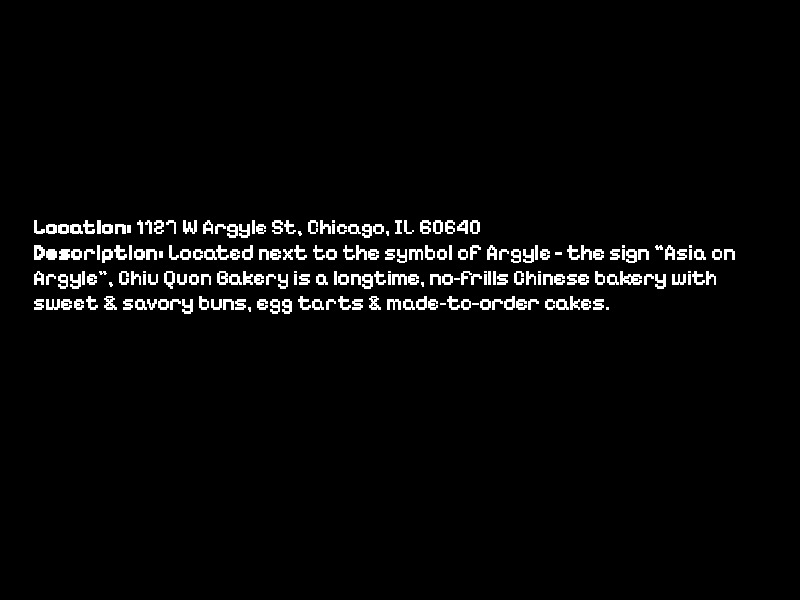 Location: 1127 W Argyle St, Chicago, IL 60640
Description: Located next to the symbol of Argyle - the sign "Asia on
Argyle", Chiu Quon Bakery is a longtime, no-frills Chinese bakery with
sweet & savory buns, egg tarts & made-to-order cakes.